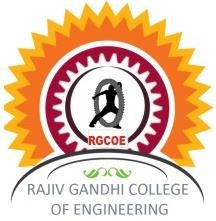 RGCOE
RAJIV GANDHI COLLEGE
OF ENGINEERING